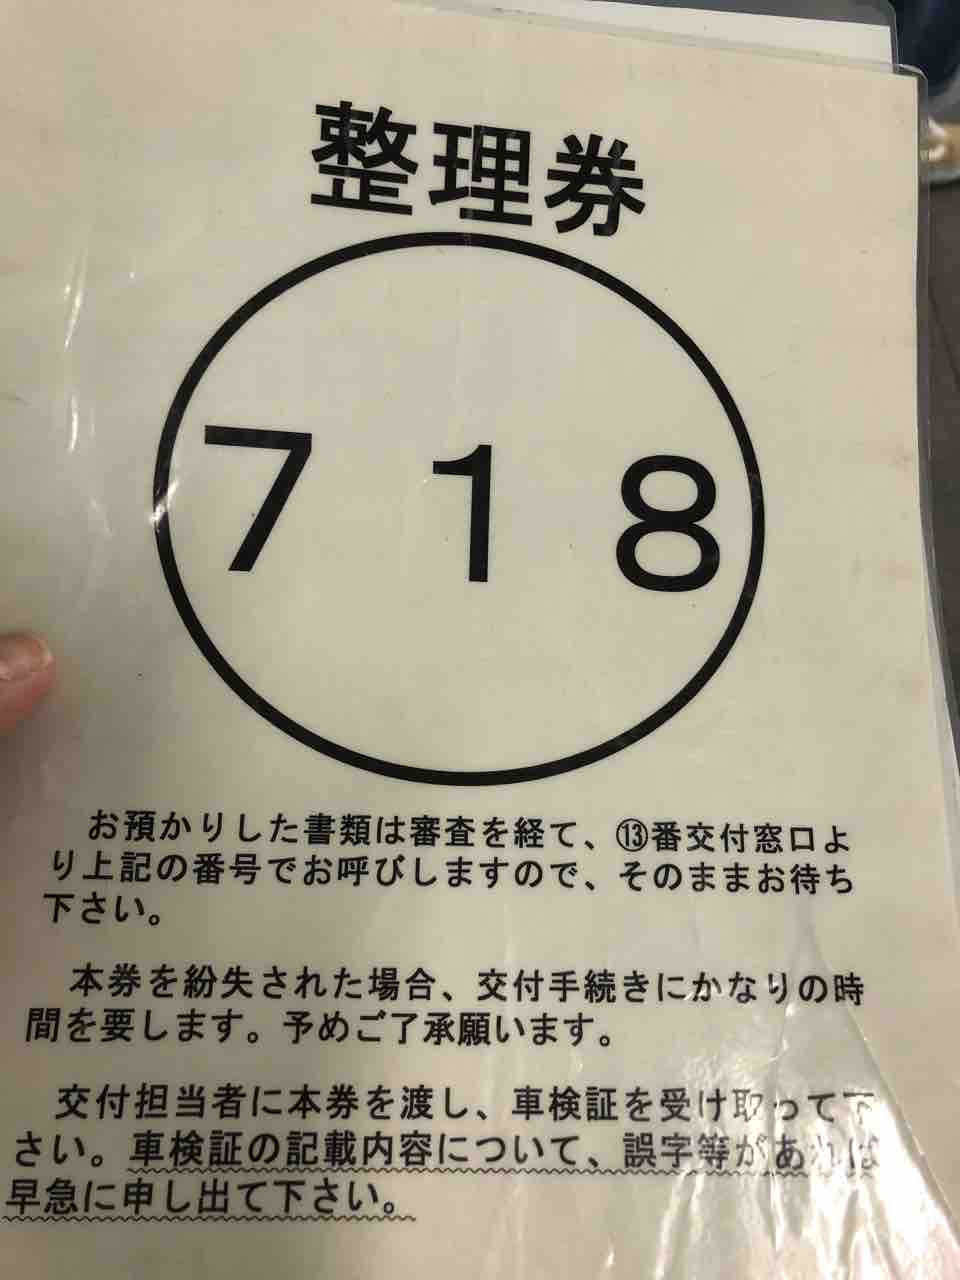 整理券
718
お預かりした書類は審査を経て、⑬番交付窓口よ
り上記の番号でお呼びしますので、そのままお待ち
下さい。
本券を紛失された場合、交付手続きにかなりの時
間を要します。予めご了承願います。
交付担当者に本券を渡し、車検証を受け取って下
さい。車検証の記載内容について、誤字等があれば
早急に申し出て下さい。